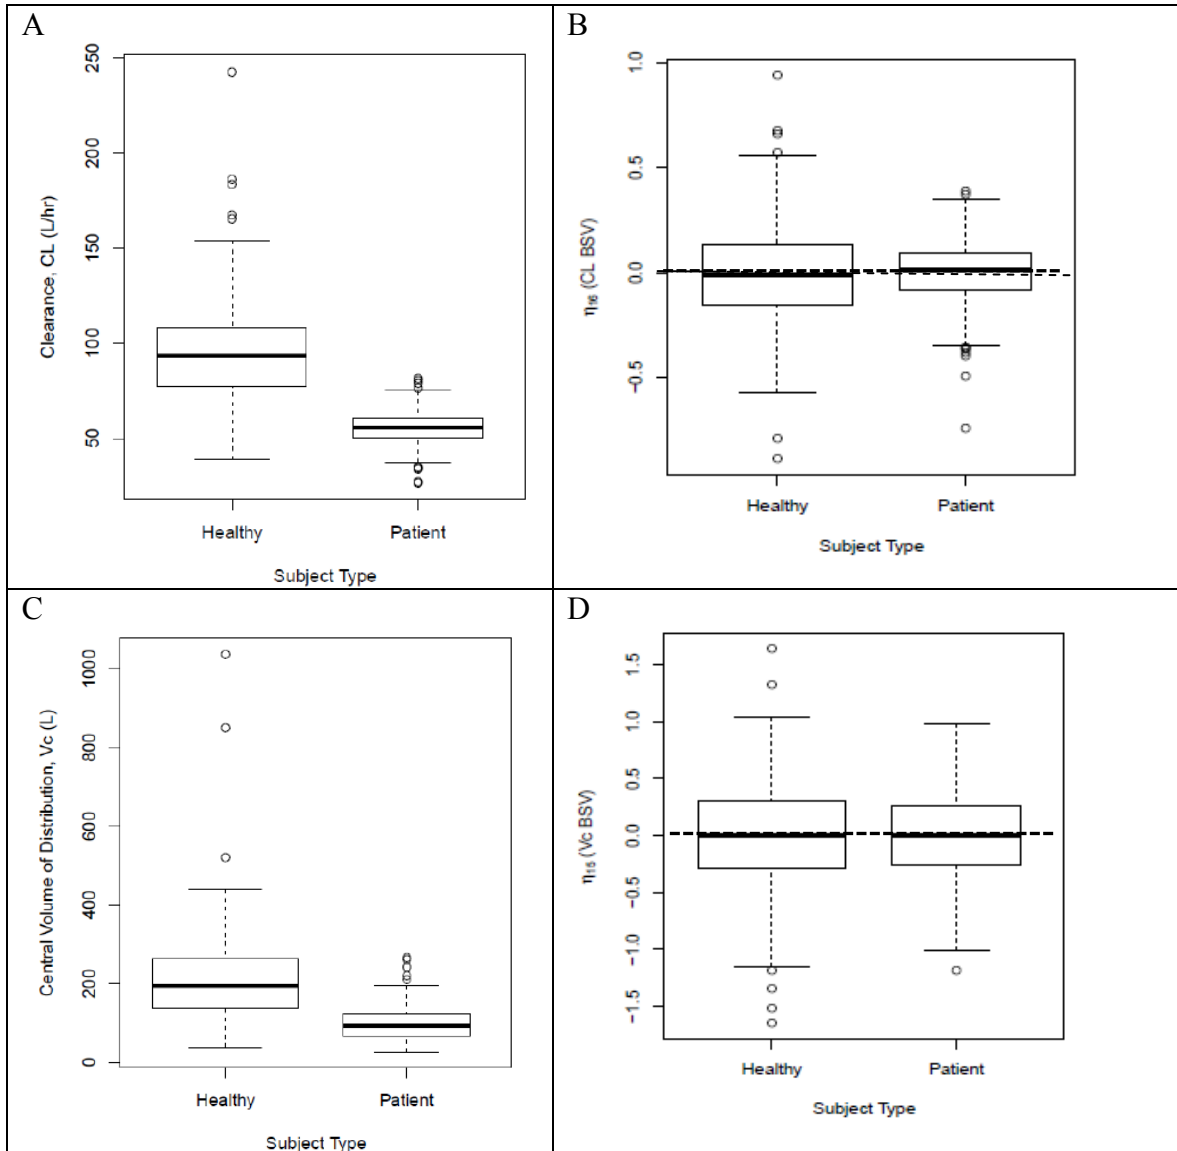 A
250
200
150
100
50
Clearance, CL (L/hr)
Healthy Patient
Subject Type
B
1.0
0.5
0.0
−0.5
η16 (CL BSV)
Healthy Patient
Subject Type
C
1000
800
600
400
200
0
Central Volume of Distribution, Vc (L)
Healthy Patient
Subject Type
D
1.5
1.0
0.5
0.0
−0.5
−1.0
−1.5
η15 (Vc BSV)
Healthy Patient
Subject Type